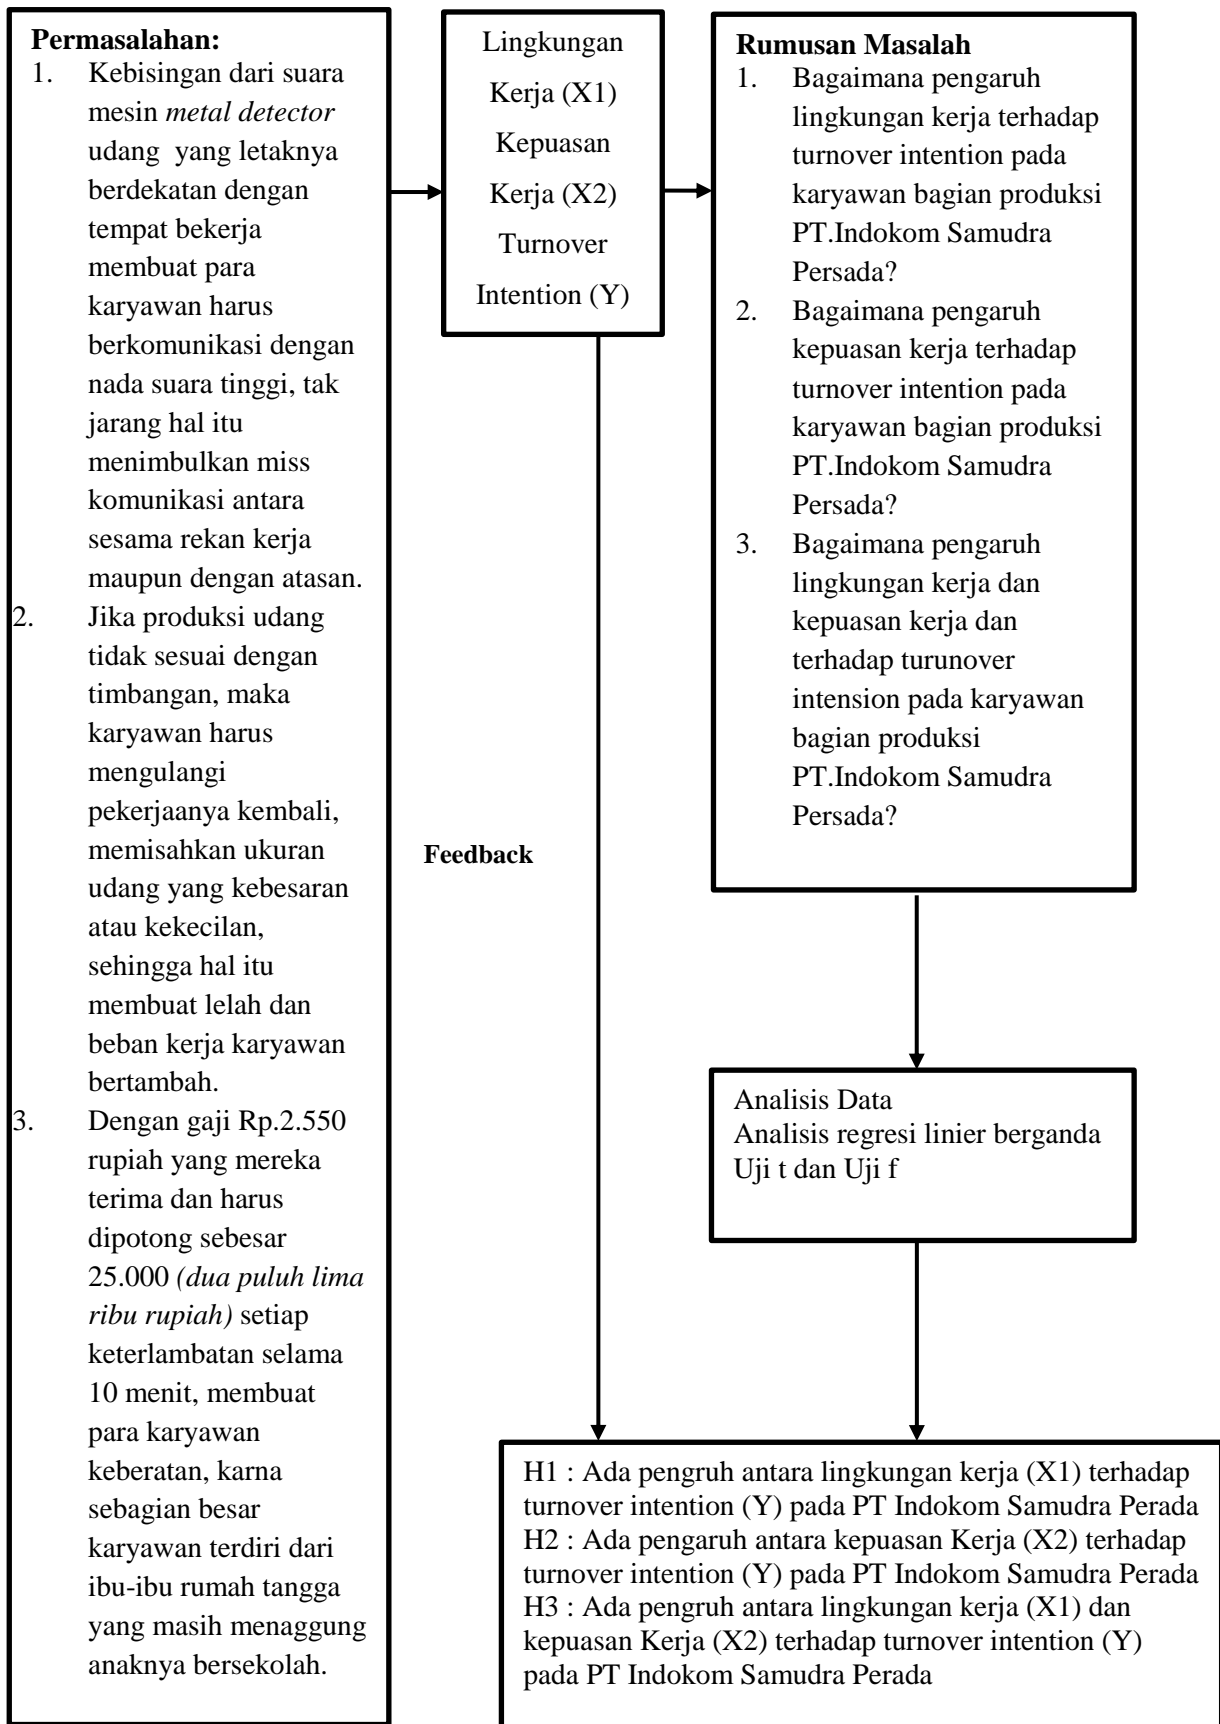 Permasalahan:
1. Kebisingan dari suara
mesin metal detector
udang yang letaknya
berdekatan dengan
tempat bekerja
membuat para
karyawan harus
berkomunikasi dengan
nada suara tinggi, tak
jarang hal itu
menimbulkan miss
komunikasi antara
sesama rekan kerja
maupun dengan atasan.
2. Jika produksi udang
tidak sesuai dengan
timbangan, maka
karyawan harus
mengulangi
pekerjaanya kembali,
memisahkan ukuran
udang yang kebesaran
atau kekecilan,
sehingga hal itu
membuat lelah dan
beban kerja karyawan
bertambah.
3. Dengan gaji Rp.2.550
rupiah yang mereka
terima dan harus
dipotong sebesar
25.000 (dua puluh lima
ribu rupiah) setiap
keterlambatan selama
10 menit, membuat
para karyawan
keberatan, karna
sebagian besar
karyawan terdiri dari
ibu-ibu rumah tangga
yang masih menaggung
anaknya bersekolah.
Lingkungan
Kerja (X1)
Kepuasan
Kerja (X2)
Turnover
Intention (Y)
Rumusan Masalah
1. Bagaimana pengaruh
lingkungan kerja terhadap
turnover intention pada
karyawan bagian produksi
PT.Indokom Samudra
Persada?
2. Bagaimana pengaruh
kepuasan kerja terhadap
turnover intention pada
karyawan bagian produksi
PT.Indokom Samudra
Persada?
3. Bagaimana pengaruh
lingkungan kerja dan
kepuasan kerja dan
terhadap turunover
intension pada karyawan
bagian produksi
PT.Indokom Samudra
Persada?
Feedback
Analisis Data
Analisis regresi linier berganda
Uji t dan Uji f
H1 : Ada pengruh antara lingkungan kerja (X1) terhadap
turnover intention (Y) pada PT Indokom Samudra Perada
H2 : Ada pengaruh antara kepuasan Kerja (X2) terhadap
turnover intention (Y) pada PT Indokom Samudra Perada
H3 : Ada pengruh antara lingkungan kerja (X1) dan
kepuasan Kerja (X2) terhadap turnover intention (Y)
pada PT Indokom Samudra Perada